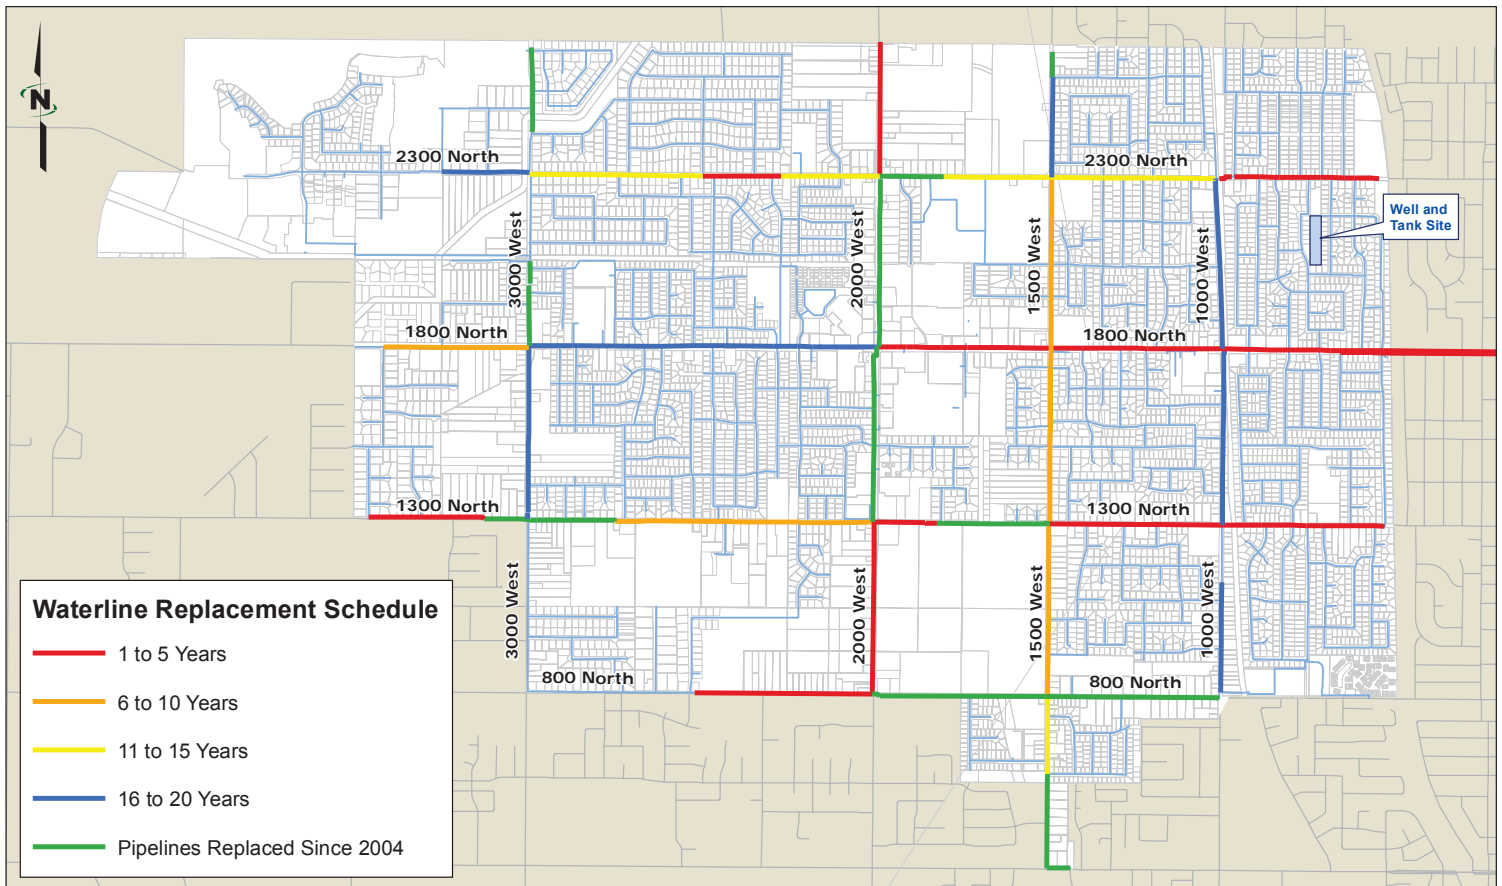 N
2300 North
2300 North
Well and
Tank Site
3000 West
2000 West
1500 West
1000 West
1800 North
1800 North
1300 North
1300 North
3000 West
2000 West
1500 West
1000 West
800 North
800 North
Waterline Replacement Schedule
1 to 5 Years
6 to 10 Years
11 to 15 Years
16 to 20 Years
Pipelines Replaced Since 2004